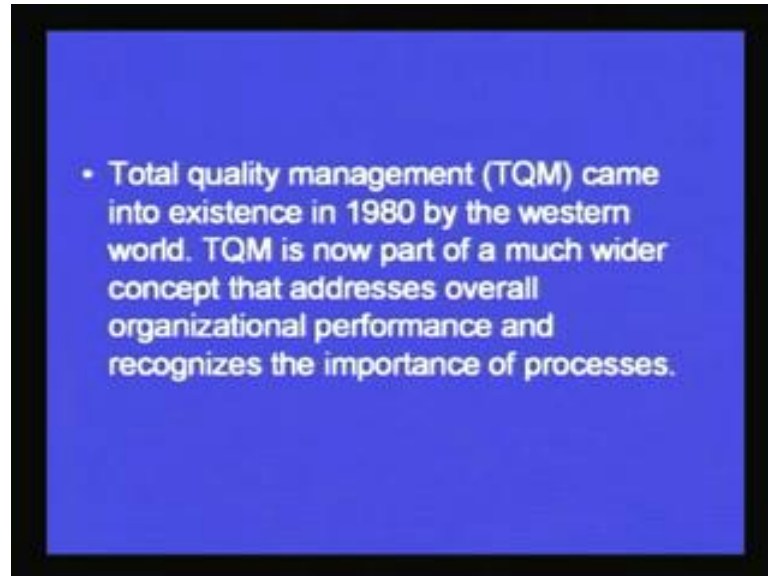 • Total quality management (TQM) came
into existence in 1980 by the western
world. TQM is now part of a much wider
concept that addresses overall
organizational performance and
recognizes the importance of processes.